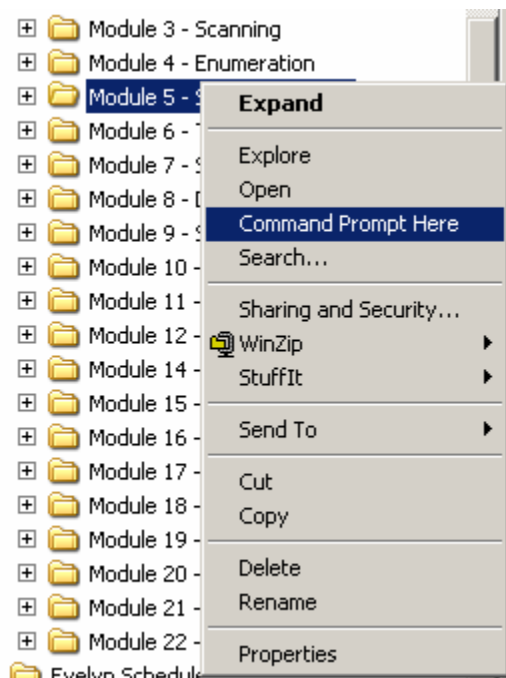 Module 3 - Scanning
Module 4 - Enumeration
Module 5 - S
Module 6 -
Module 7 - S
Module 8 -
Module 9 - S
Module 10 -
Module 11 -
Module 12 -
Module 14 -
Module 15 -
Module 16 -
Module 17 -
Module 18 -
Module 19 -
Module 20 -
Module 21 -
Module 22 -
Evelyn Schedule
Expand
Explore
Open
Command Prompt Here
Search...
Sharing and Security...
WinZip
StuffIt
Send To
Cut
Copy
Delete
Rename
Properties